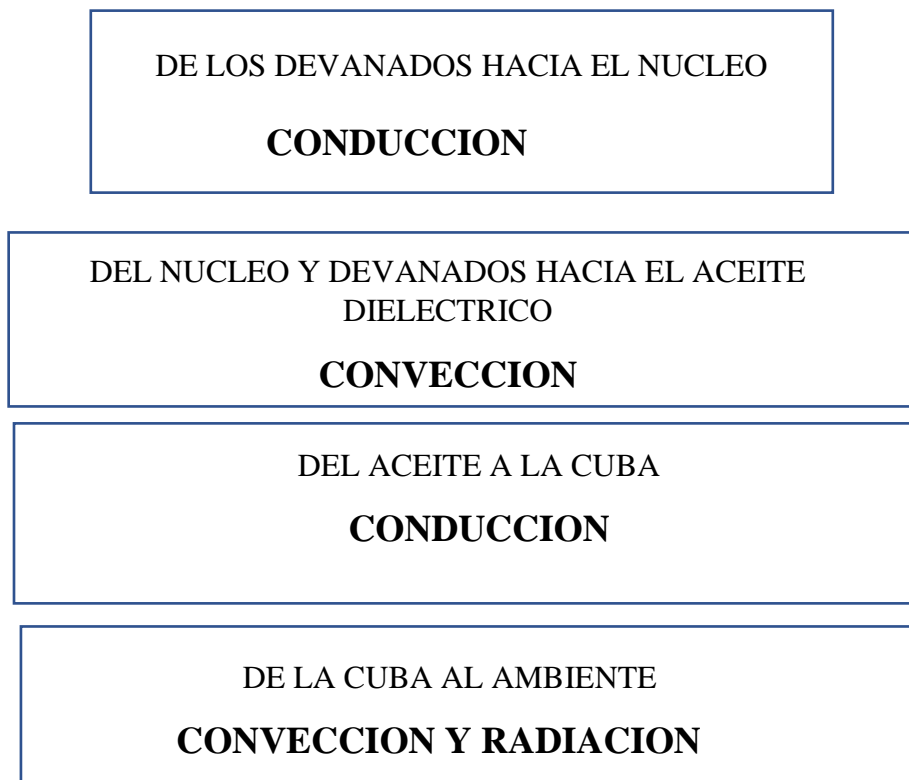 DE LOS DEVANADOS HACIA EL NUCLEO
CONDUCCION
DEL NUCLEO Y DEVANADOS HACIA EL ACEITE
DIELECTRICO
CONVECCION
DEL ACEITE A LA CUBA
CONDUCCION
DE LA CUBA AL AMBIENTE
CONVECCION Y RADIACION